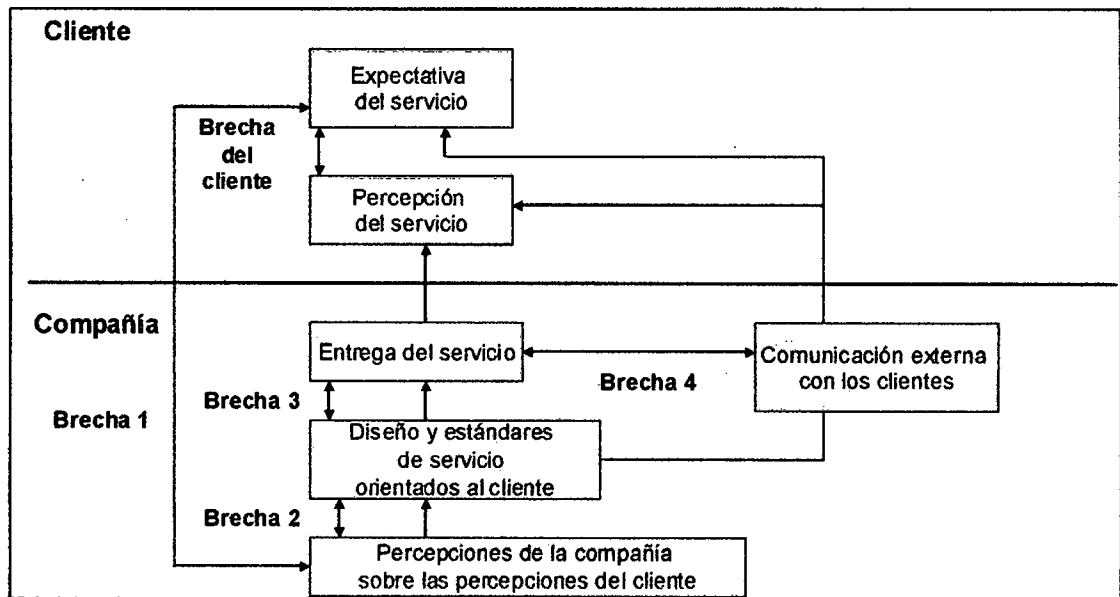 Cliente
Expectativa
del servicio
Brecha
del
cliente
Percepción
del servicio
Compañía
Entrega del servicio
Comunicación externa
con los clientes
Brecha 4
Brecha 3
Brecha 1
Diseño y estándares
de servicio
orientados al cliente
Brecha 2
Percepciones de la compañía
sobre las percepciones del cliente